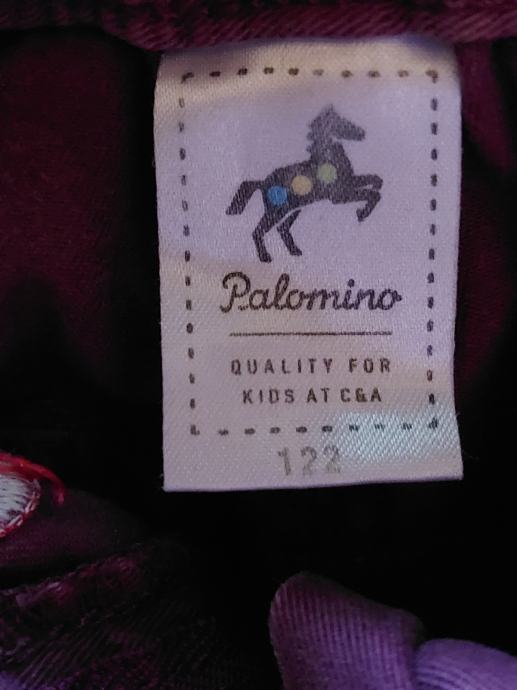 Palomino
QUALITY FOR
KIDS AT C&A
122